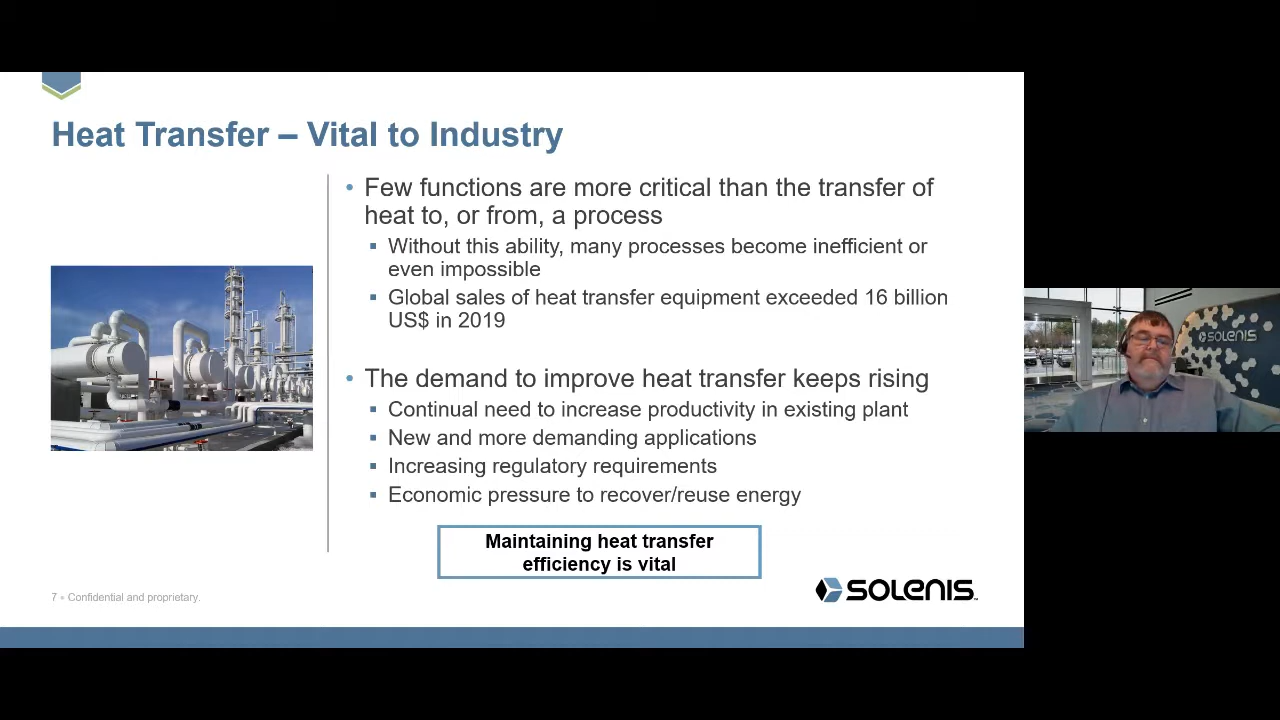 Heat Transfer – Vital to Industry
• Few functions are more critical than the transfer of
heat to, or from, a process
▪ Without this ability, many processes become inefficient or
even impossible
▪ Global sales of heat transfer equipment exceeded 16 billion
US$ in 2019
• The demand to improve heat transfer keeps rising
▪ Continual need to increase productivity in existing plant
▪ New and more demanding applications
▪ Increasing regulatory requirements
▪ Economic pressure to recover/reuse energy
Maintaining heat transfer
efficiency is vital
7 ▪ Confidential and proprietary.
SOLENIS™
SOLENIS